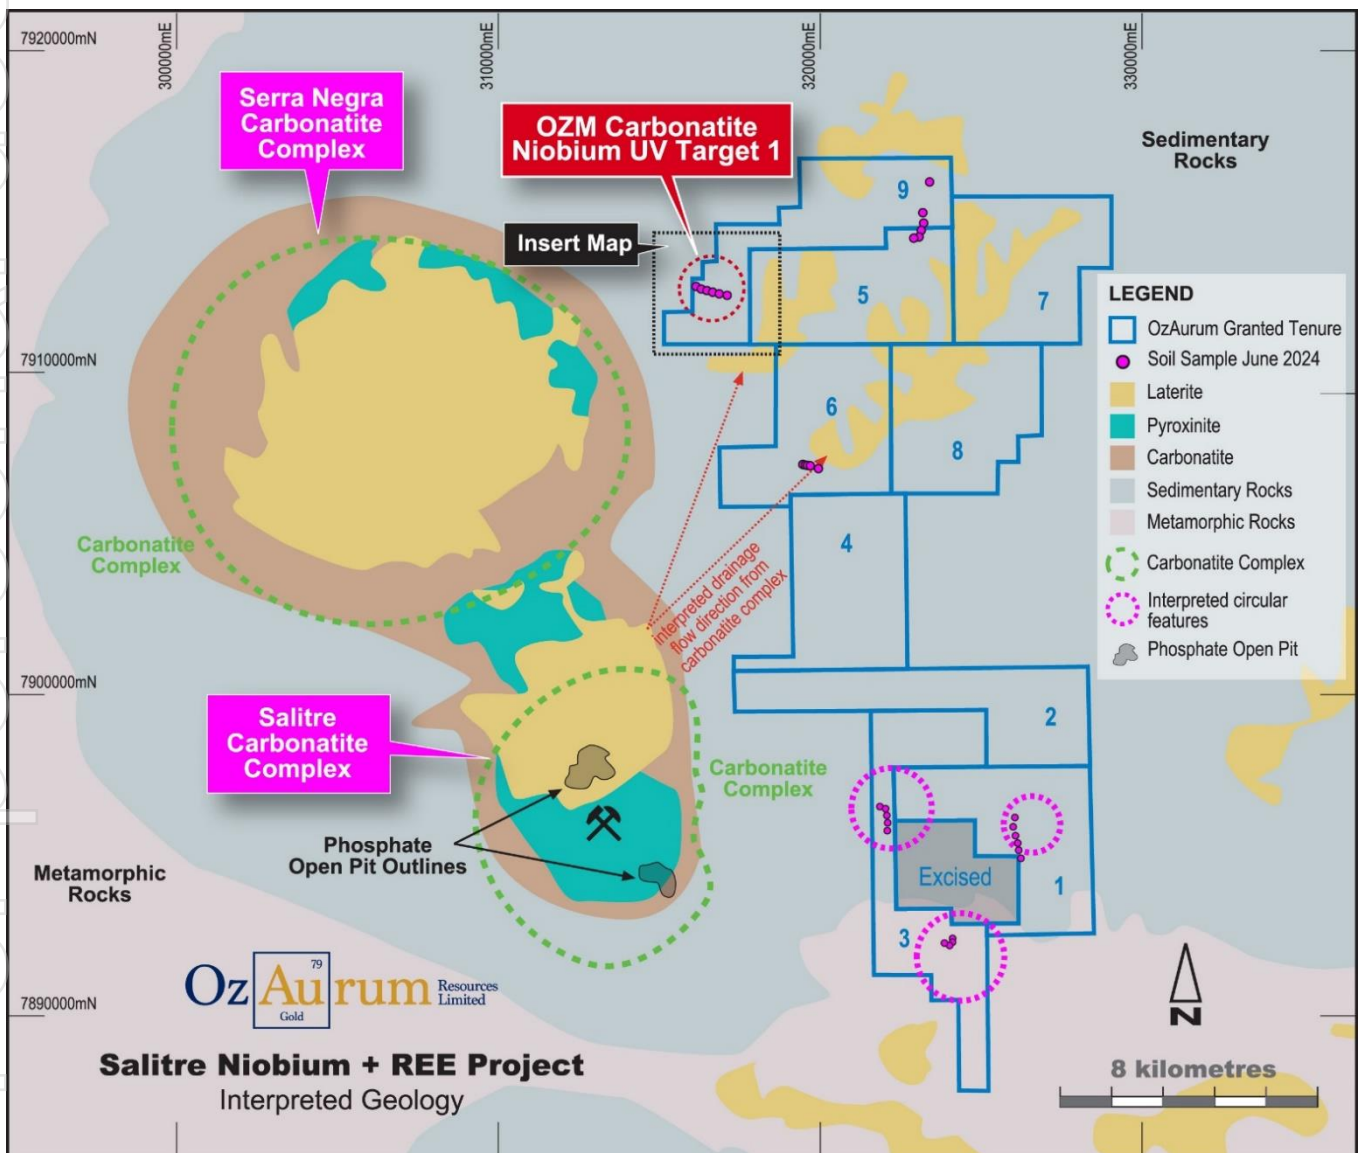 7920000mN
300000mE
310000mE
320000mE
330000mE
Serra Negra
Carbonatite
Complex
OZM Carbonatite
Niobium UV Target 1
Sedimentary
Rocks
Insert Map
9
5
7
LEGEND
OzAurum Granted Tenure
Soil Sample June 2024
Laterite
Pyroxinite
Carbonatite
Sedimentary Rocks
Metamorphic Rocks
Carbonatite Complex
Interpreted circular
features
Phosphate Open Pit
7910000mN
6
8
4
Carbonatite
Complex
interpreted drainage
flow direction from
carbonatite complex
7900000mN
Salitre
Carbonatite
Complex
2
Carbonatite
Complex
Phosphate
Open Pit Outlines
Excised
1
3
Metamorphic
Rocks
OzAurum
79
Gold
Resources
Limited
7890000mN
N
Salitre Niobium + REE Project
Interpreted Geology
8 kilometres